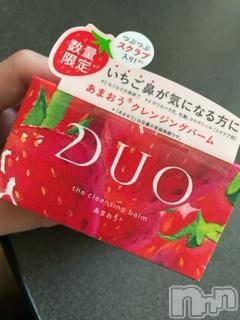 つぶつぶ
スクラブ
入り!
数量
限定
いちご鼻が気になる方に
あまおう クレンジングバーム
DUO
the cleansing balm
あまおう